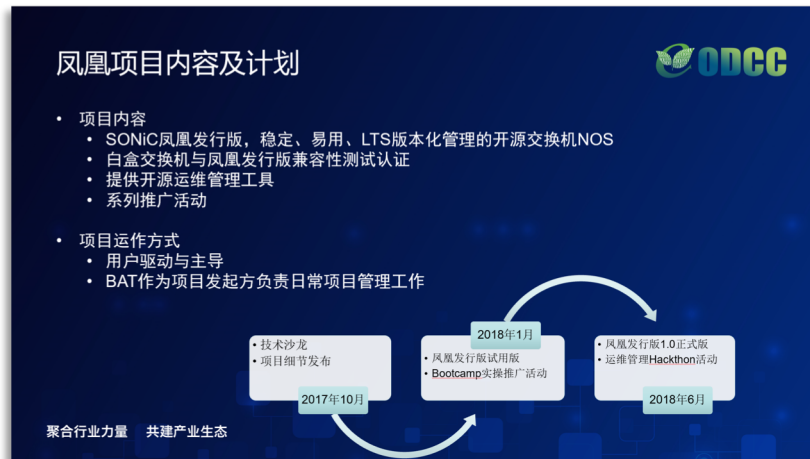 凤凰项目内容及计划
ODCC
• 项目内容
• SONiC凤凰发行版，稳定、易用、LTS版本化管理的开源交换机NOS
• 白盒交换机与凤凰发行版兼容性测试认证
• 提供开源运维管理工具
• 系列推广活动
• 项目运作方式
• 用户驱动与主导
• BAT作为项目发起方负责日常项目管理工作
• 技术沙龙
• 项目细节发布
2017年10月
2018年1月
• 凤凰发行版试用版
• Bootcamp实操推广活动
• 凤凰发行版1.0正式版
• 运维管理Hackthon活动
2018年6月
聚合行业力量 共建产业生态